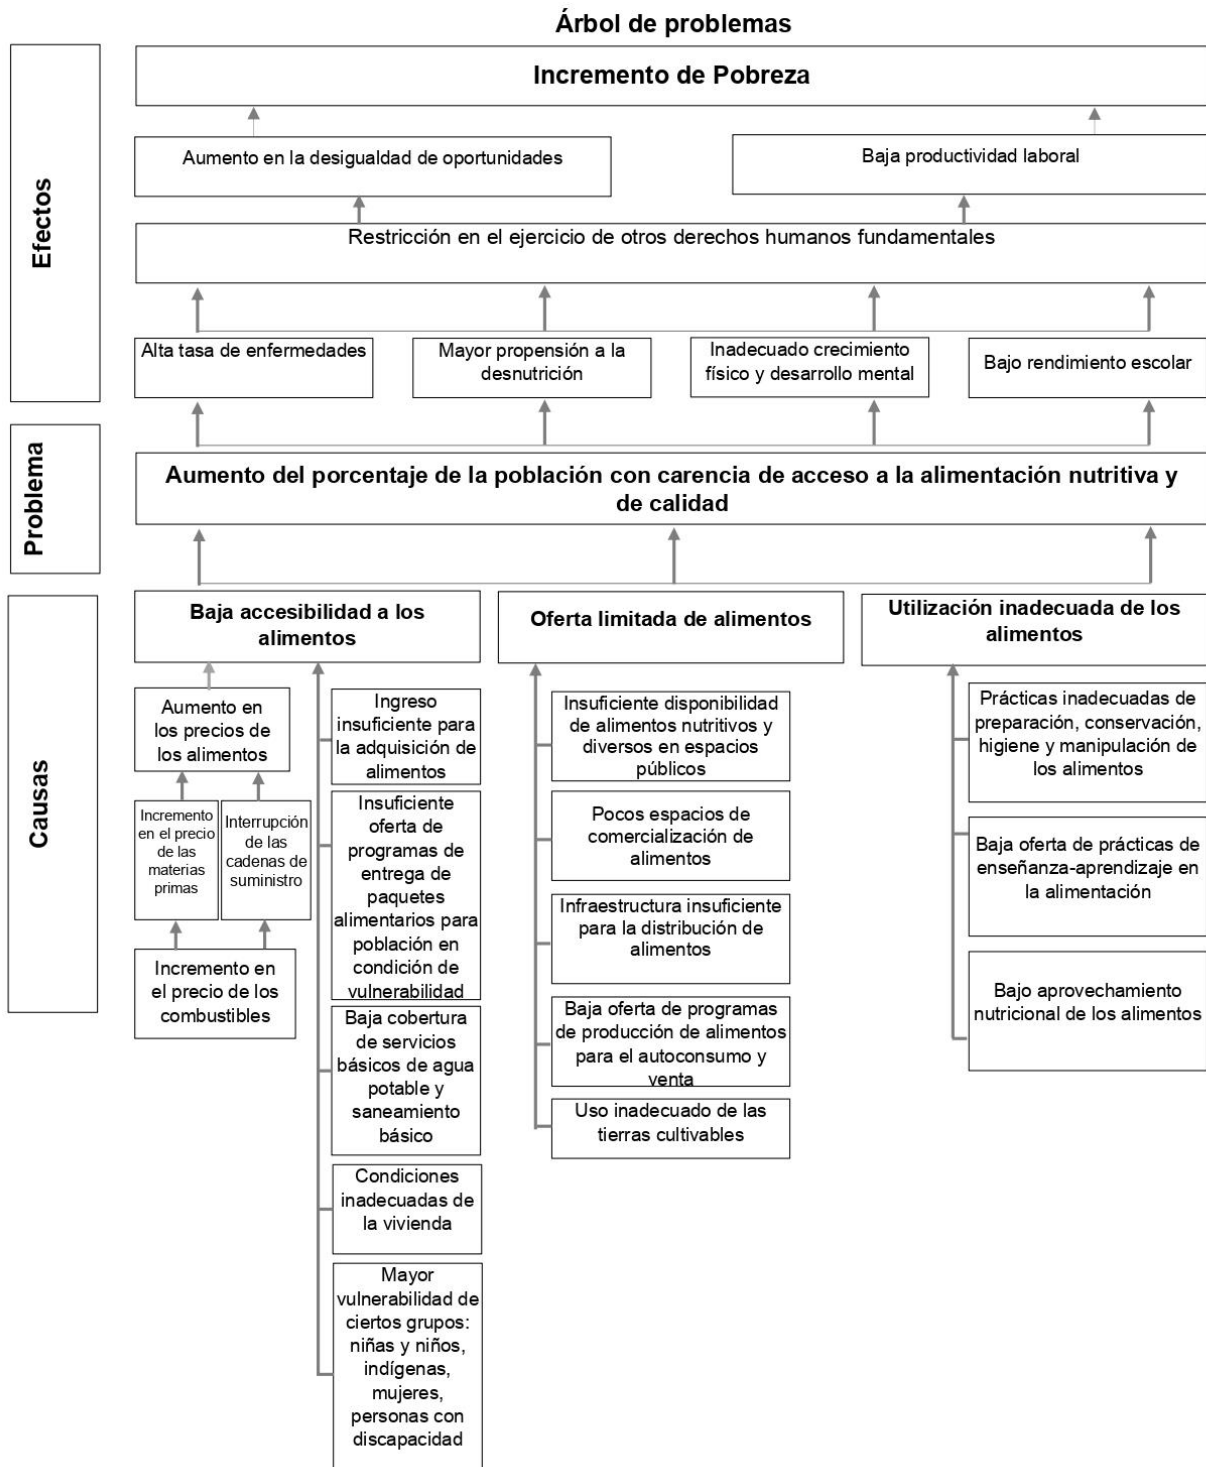 Árbol de problemas
Efectos
Incremento de Pobreza
Aumento en la desigualdad de oportunidades
Baja productividad laboral
Restricción en el ejercicio de otros derechos humanos fundamentales
Alta tasa de enfermedades
Mayor propensión a la
desnutrición
Inadecuado crecimiento
físico y desarrollo mental
Bajo rendimiento escolar
Problema
Aumento del porcentaje de la población con carencia de acceso a la alimentación nutritiva y
de calidad
Causas
Baja accesibilidad a los
alimentos
Aumento en
los precios de
los alimentos
Incremento
en el precio
de las
materias
primas
Interrupción
de las
cadenas de
suministro
Incremento en
el precio de los
combustibles
Ingreso
insuficiente para
la adquisición de
alimentos
Insuficiente
oferta de
programas de
entrega de
paquetes
alimentarios para
población en
condición de
vulnerabilidad
Baja cobertura
de servicios
básicos de agua
potable y
saneamiento
básico
Condiciones
inadecuadas de
la vivienda
Mayor
vulnerabilidad de
ciertos grupos:
niñas y niños,
indígenas,
mujeres,
personas con
discapacidad
Oferta limitada de alimentos
Insuficiente disponibilidad
de alimentos nutritivos y
diversos en espacios
públicos
Pocos espacios de
comercialización de
alimentos
Infraestructura insuficiente
para la distribución de
alimentos
Baja oferta de programas
de producción de alimentos
para el autoconsumo y
venta
Uso inadecuado de las
tierras cultivables
Utilización inadecuada de los
alimentos
Prácticas inadecuadas de
preparación, conservación,
higiene y manipulación de
los alimentos
Baja oferta de prácticas de
enseñanza-aprendizaje en
la alimentación
Bajo aprovechamiento
nutricional de los alimentos